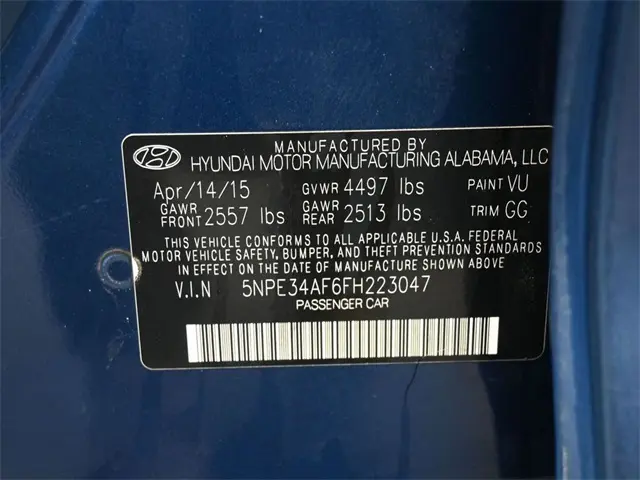 MANUFACTURED BY
HYUNDAI MOTOR MANUFACTURING ALABAMA, LLC
Apr/14/15 GVWR 4497 lbs PAINT VU
GAWR FRONT 2557 lbs GAWR REAR 2513 lbs TRIM GG
THIS VEHICLE CONFORMS TO ALL APPLICABLE U.S.A. FEDERAL
MOTOR VEHICLE SAFETY, BUMPER, AND THEFT PREVENTION STANDARDS
IN EFFECT ON THE DATE OF MANUFACTURE SHOWN ABOVE
V.I.N 5NPE34AF6FH223047
PASSENGER CAR